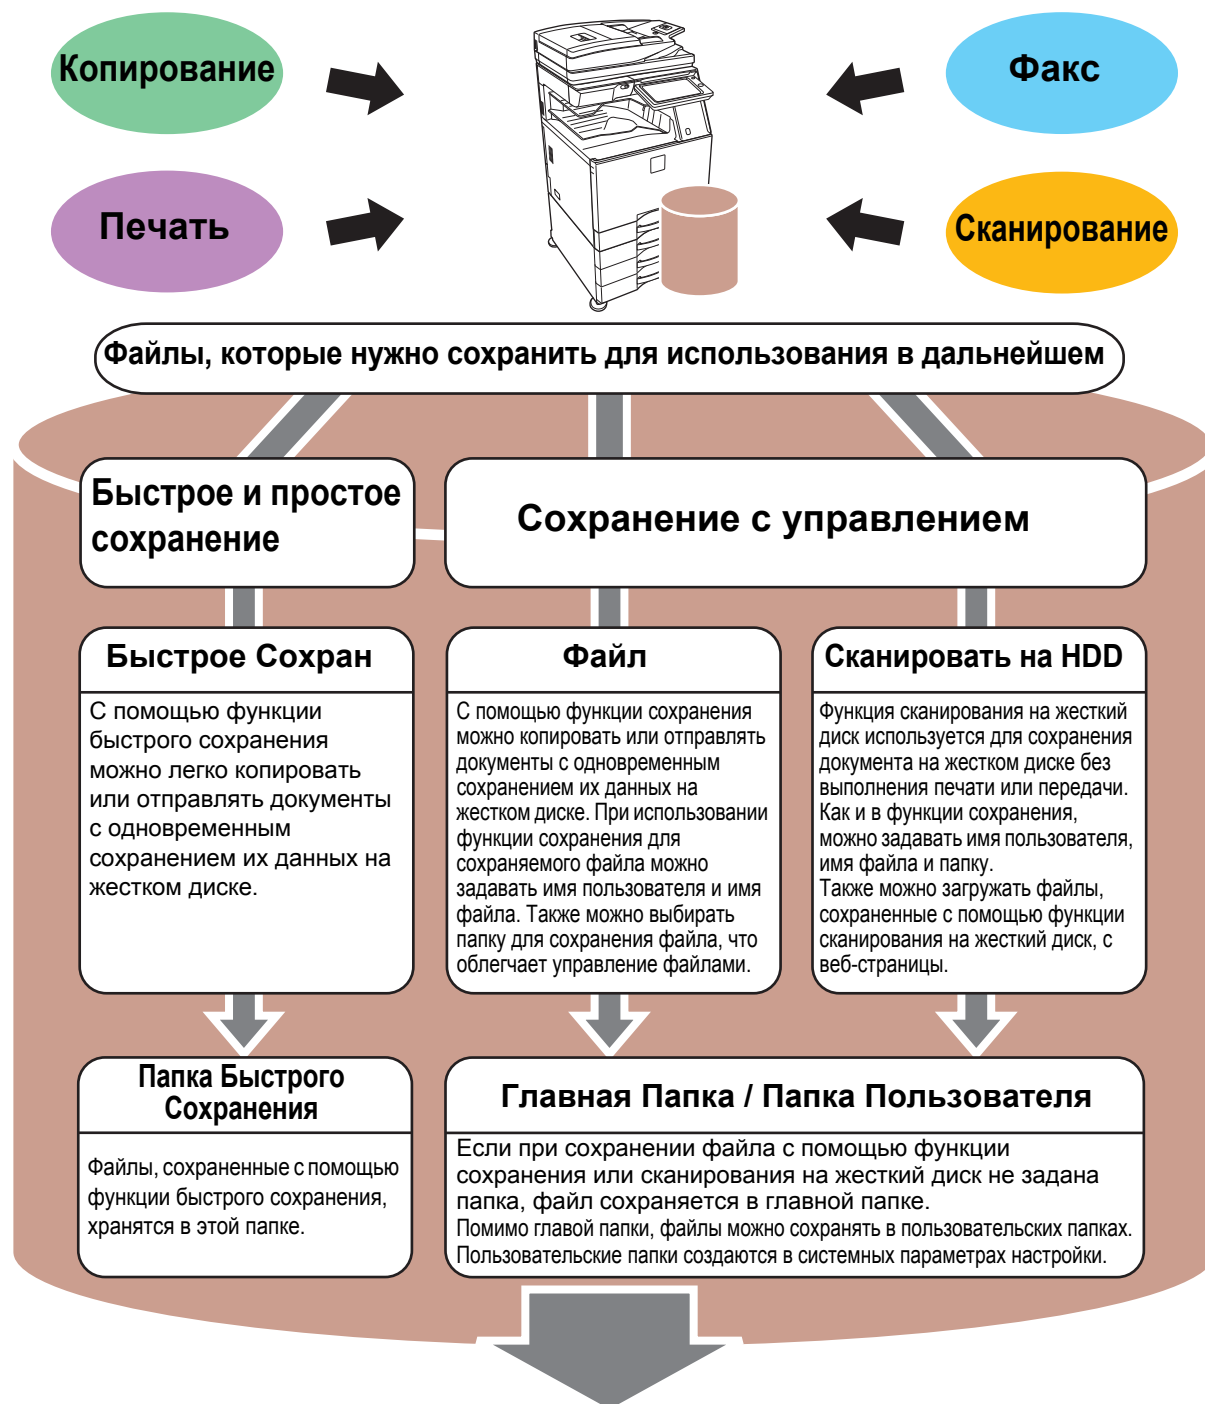 Копирование
Факс
Печать
Сканирование
Файлы, которые нужно сохранить для использования в дальнейшем
Быстрое и простое
сохранение
Сохранение с управлением
Быстрое Сохран
С помощью функции
быстрого сохранения
можно легко копировать
или отправлять документы
с одновременным
сохранением их данных на
жестком диске.
Файл
С помощью функции сохранения
можно копировать или отправлять
документы с одновременным
сохранением их данных на
жестком диске. При использовании
функции сохранения для
сохраняемого файла можно
задавать имя пользователя и имя
файла. Также можно выбирать
папку для сохранения файла, что
облегчает управление файлами.
Сканировать на HDD
Функция сканирования на жесткий
диск используется для сохранения
документа на жестком диске без
выполнения печати или передачи.
Как и в функции сохранения,
можно задавать имя пользователя,
имя файла и папку.
Также можно загружать файлы,
сохраненные с помощью функции
сканирования на жесткий диск, с
веб-страницы.
Папка Быстрого
Сохранения
Файлы, сохраненные с помощью
функции быстрого сохранения,
хранятся в этой папке.
Главная Папка / Папка Пользователя
Если при сохранении файла с помощью функции
сохранения или сканирования на жесткий диск не задана
папка, файл сохраняется в главной папке.
Помимо главой папки, файлы можно сохранять в пользовательских папках.
Пользовательские папки создаются в системных параметрах настройки.